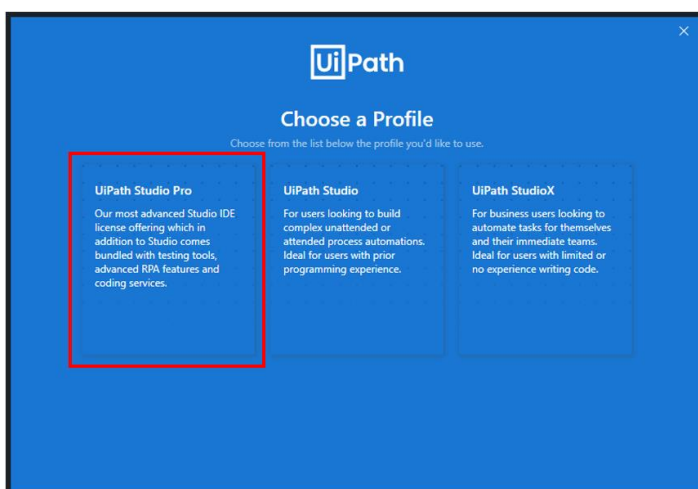 UiPath
Choose a Profile
Choose from the list below the profile you'd like to use.
UiPath Studio Pro
Our most advanced Studio IDE
license offering which in
addition to Studio comes
bundled with testing tools,
advanced RPA features and
coding services.
UiPath Studio
For users looking to build
complex unattended or
attended process automations.
Ideal for users with prior
programming experience.
UiPath StudioX
For business users looking to
automate tasks for themselves
and their immediate teams.
Ideal for users with limited or
no experience writing code.